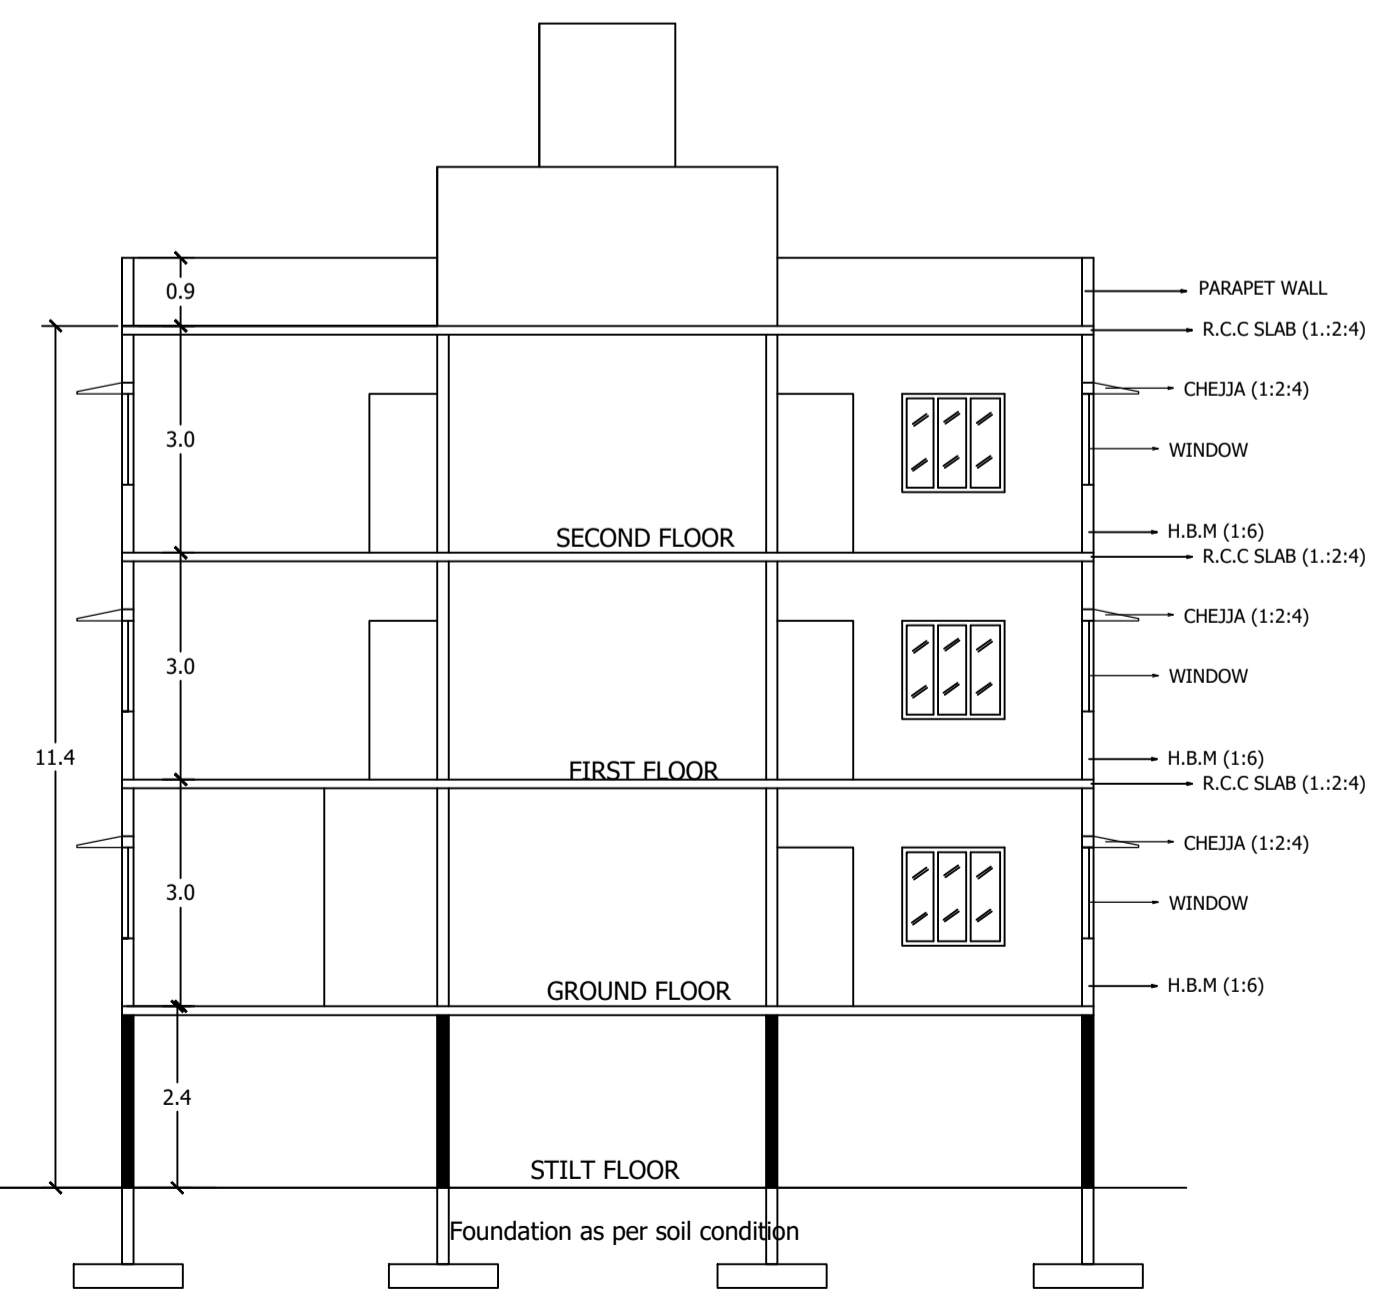 0.9
PARAPET WALL
R.C.C SLAB (1.:2:4)
CHEJJA (1:2:4)
3.0
WINDOW
SECOND FLOOR
H.B.M (1:6)
R.C.C SLAB (1.:2:4)
CHEJJA (1:2:4)
3.0
WINDOW
11.4
FIRST FLOOR
H.B.M (1:6)
R.C.C SLAB (1.:2:4)
CHEJJA (1:2:4)
3.0
WINDOW
GROUND FLOOR
H.B.M (1:6)
2.4
STILT FLOOR
Foundation as per soil condition